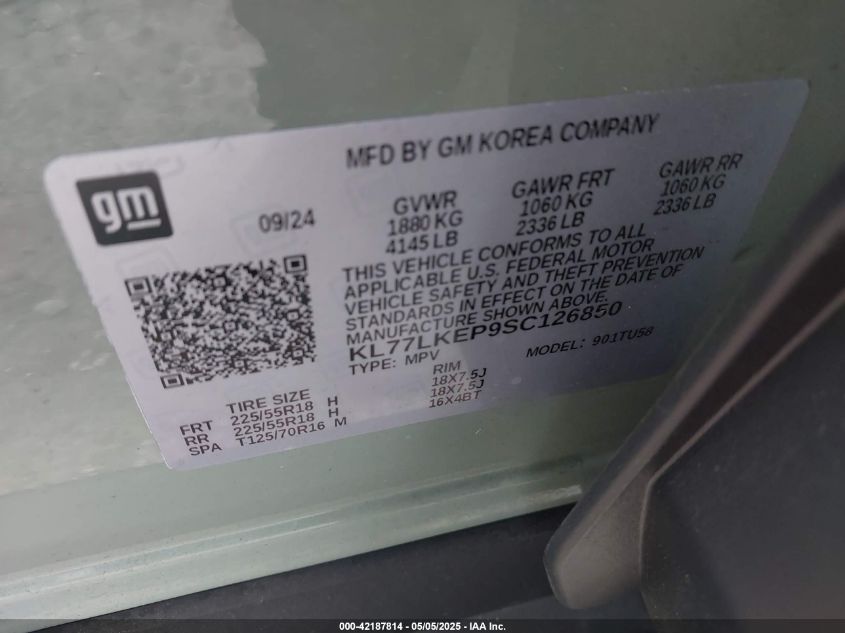 MFD BY GM KOREA COMPANY
gm
09/24
GVWR
1880 KG
4145 LB
GAWR FRT
1060 KG
2336 LB
GAWR RR
1060 KG
2336 LB
THIS VEHICLE CONFORMS TO ALL
APPLICABLE U.S. FEDERAL MOTOR
VEHICLE SAFETY AND THEFT PREVENTION
STANDARDS IN EFFECT ON THE DATE OF
MANUFACTURE SHOWN ABOVE.
KL77LKEP9SC126850
TYPE: MPV
MODEL: 901TU58
TIRE SIZE
RIM
FRT 225/55R18 H 18X7.5J
RR 225/55R18 H 18X7.5J
SPA T125/70R16 M 16X4BT
000-42187814 - 05/05/2025 - IAA Inc.